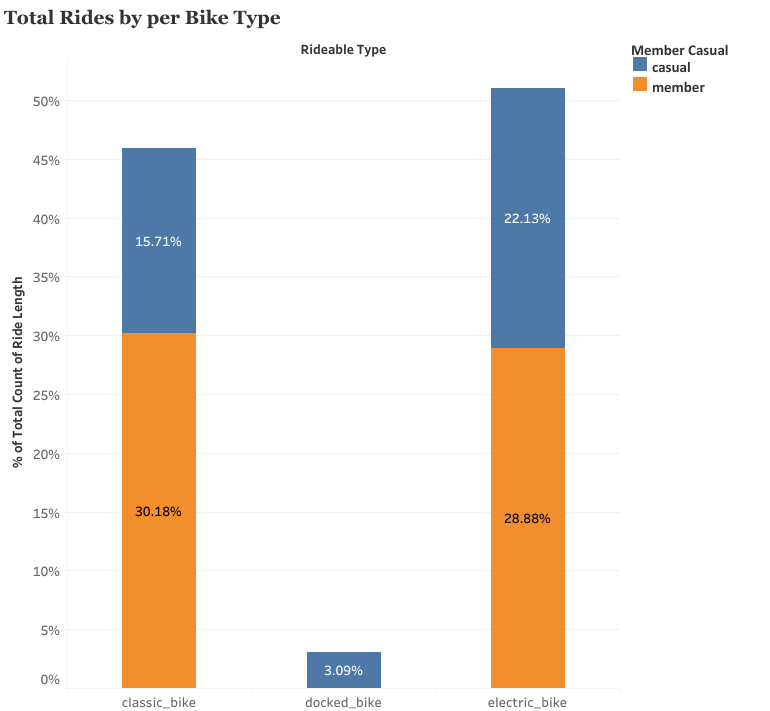 Total Rides by per Bike Type
Rideable Type
Member Casual
casual
member
% of Total Count of Ride Length
50%
45%
40%
35%
30%
25%
20%
15%
10%
5%
0%
15.71%
30.18%
3.09%
22.13%
28.88%
classic_bike
docked_bike
electric_bike